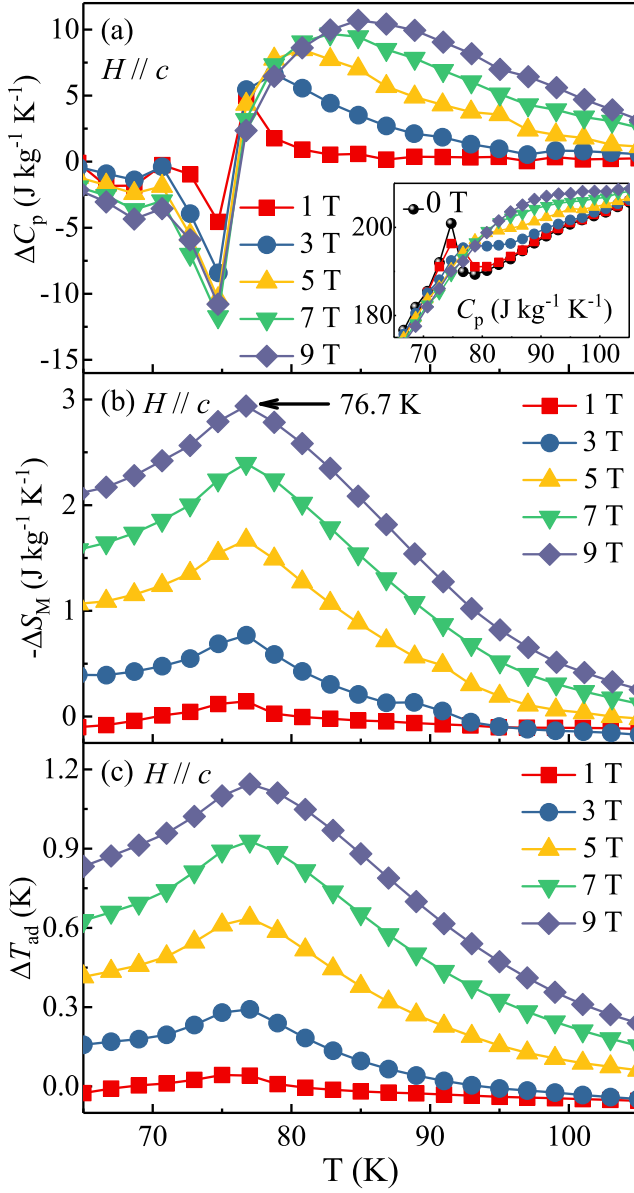 (a)
H // c
10
5
0
-5
-10
-15
ΔCp (J kg-1 K-1)
1 T
3 T
5 T
7 T
9 T
0 T
200
180
Cp (J kg-1 K-1)
70 80 90 100
(b) H // c
76.7 K
3
2
1
0
-ΔSM (J kg-1 K-1)
1 T
3 T
5 T
7 T
9 T
(c) H // c
1.2
0.9
0.6
0.3
0.0
ΔTad (K)
1 T
3 T
5 T
7 T
9 T
70 80 90 100
T (K)